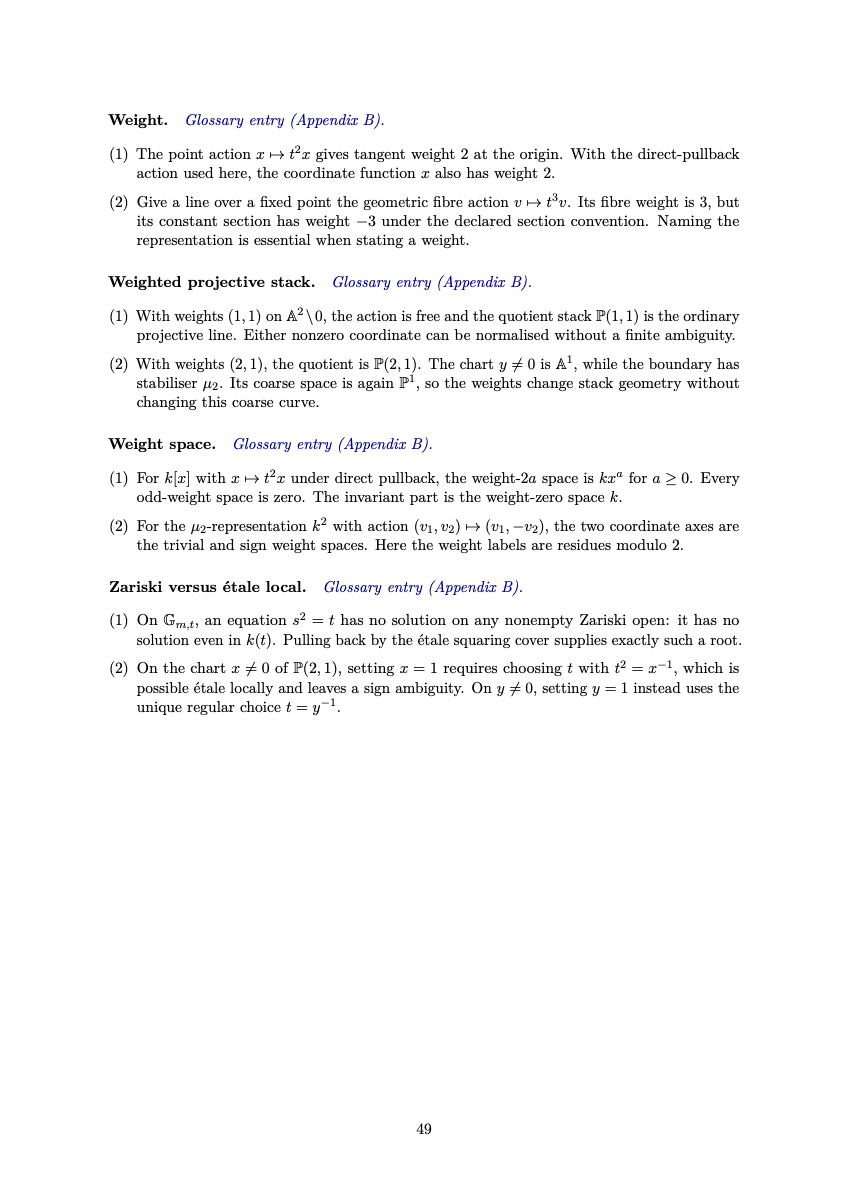 Weight. Glossary entry (Appendix B).
(1) The point action x ↦ t²x gives tangent weight 2 at the origin. With the direct-pullback
action used here, the coordinate function x also has weight 2.
(2) Give a line over a fixed point the geometric fibre action v ↦ t³v. Its fibre weight is 3, but
its constant section has weight −3 under the declared section convention. Naming the
representation is essential when stating a weight.
Weighted projective stack. Glossary entry (Appendix B).
(1) With weights (1, 1) on 𝔸²\0, the action is free and the quotient stack ℙ(1, 1) is the ordinary
projective line. Either nonzero coordinate can be normalised without a finite ambiguity.
(2) With weights (2, 1), the quotient is ℙ(2, 1). The chart y ≠ 0 is 𝔸¹, while the boundary has
stabiliser μ₂. Its coarse space is again ℙ¹, so the weights change stack geometry without
changing this coarse curve.
Weight space. Glossary entry (Appendix B).
(1) For k[x] with x ↦ t²x under direct pullback, the weight-2a space is kxᵃ for a ≥ 0. Every
odd-weight space is zero. The invariant part is the weight-zero space k.
(2) For the μ₂-representation k² with action (v₁, v₂) ↦ (v₁, −v₂), the two coordinate axes are
the trivial and sign weight spaces. Here the weight labels are residues modulo 2.
Zariski versus étale local. Glossary entry (Appendix B).
(1) On 𝔾ₘ,ₜ, an equation s² = t has no solution on any nonempty Zariski open: it has no
solution even in k(t). Pulling back by the étale squaring cover supplies exactly such a root.
(2) On the chart x ≠ 0 of ℙ(2, 1), setting x = 1 requires choosing t with t² = x⁻¹, which is
possible étale locally and leaves a sign ambiguity. On y ≠ 0, setting y = 1 instead uses the
unique regular choice t = y⁻¹.
49